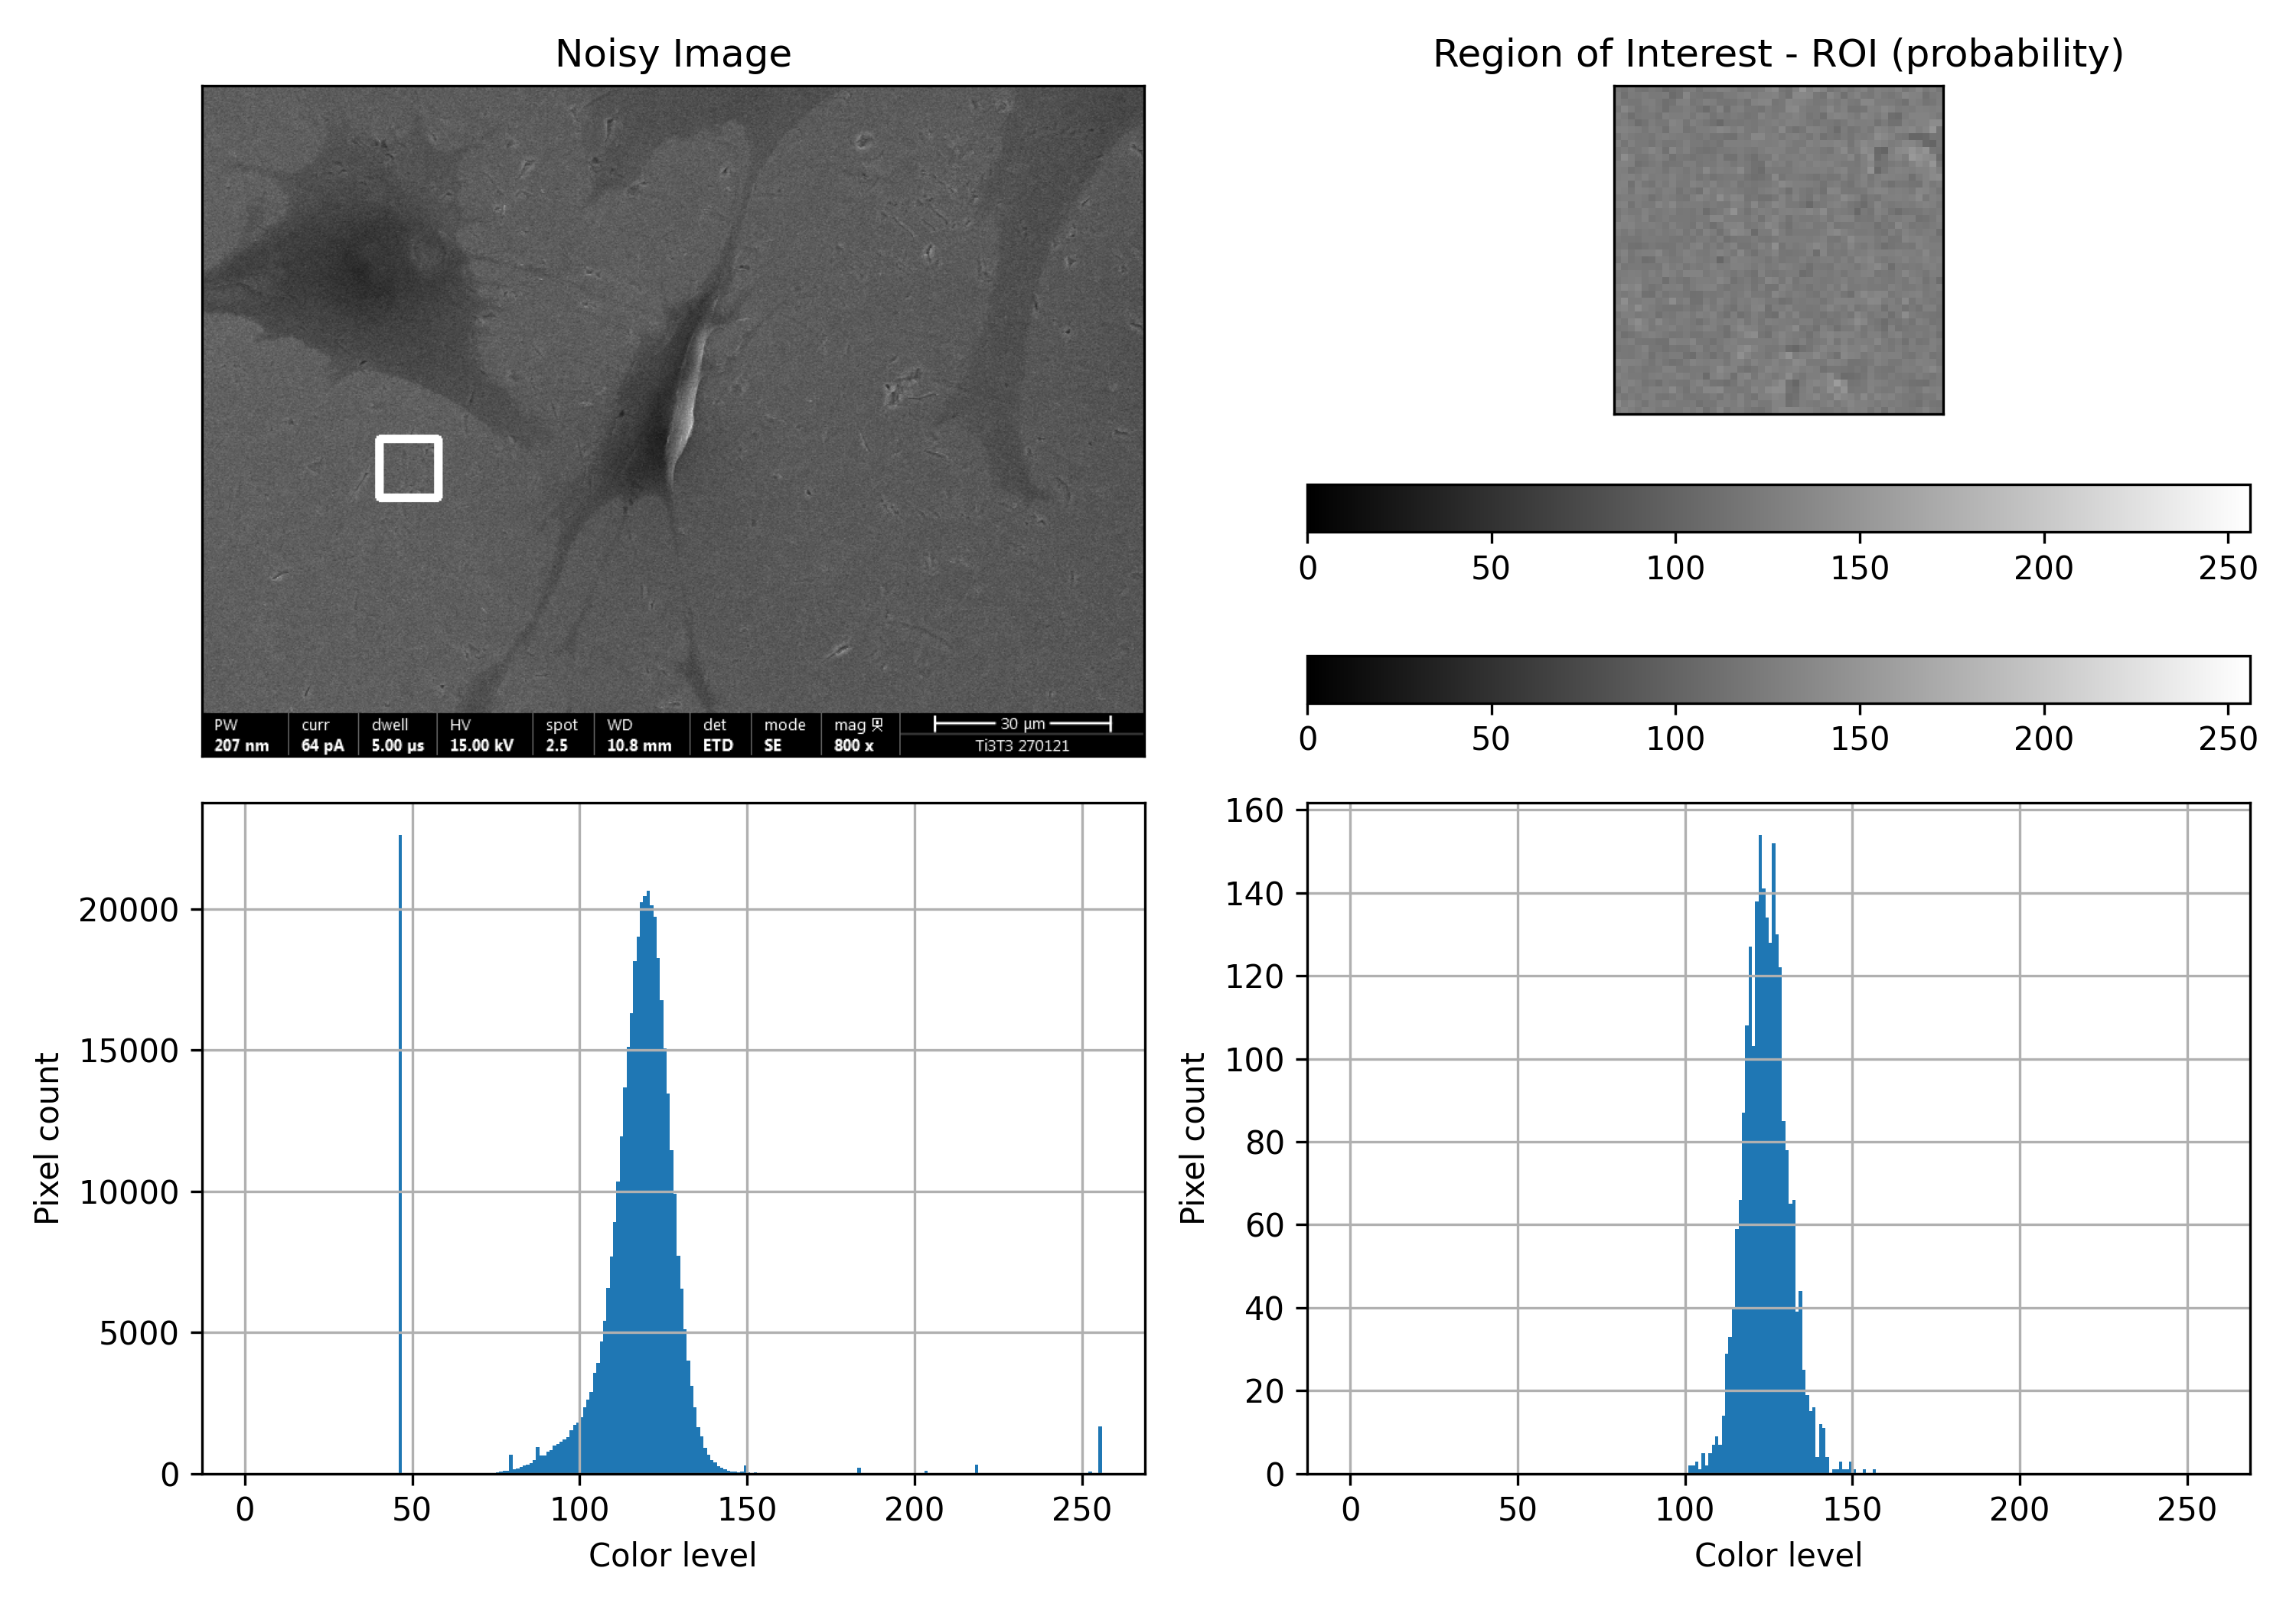 Noisy Image
Region of Interest - ROI (probability)
PW curr dwell HV spot WD det mode mag 30 µm
207 nm 64 pA 5.00 µs 15.00 kV 2.5 10.8 mm ETD SE 800 x Ti3T3 270121
0 50 100 150 200 250
0 50 100 150 200 250
20000
15000
10000
5000
0
Pixel count
0 50 100 150 200 250
Color level
160
140
120
100
80
60
40
20
0
Pixel count
0 50 100 150 200 250
Color level